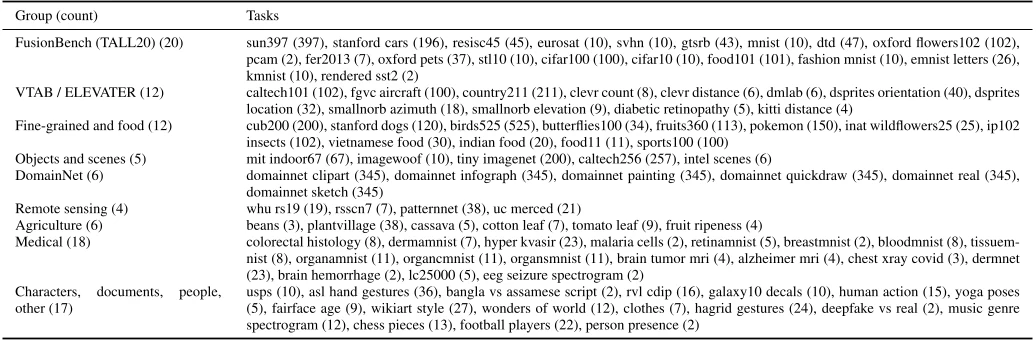 Group (count) Tasks
FusionBench (TALL20) (20) sun397 (397), stanford cars (196), resisc45 (45), eurosat (10), svhn (10), gtsrb (43), mnist (10), dtd (47), oxford flowers102 (102),
pcam (2), fer2013 (7), oxford pets (37), stl10 (10), cifar100 (100), cifar10 (10), food101 (101), fashion mnist (10), emnist letters (26),
kmnist (10), rendered sst2 (2)
VTAB / ELEVATER (12) caltech101 (102), fgvc aircraft (100), country211 (211), clevr count (8), clevr distance (6), dmlab (6), dsprites orientation (40), dsprites
location (32), smallnorb azimuth (18), smallnorb elevation (9), diabetic retinopathy (5), kitti distance (4)
Fine-grained and food (12) cub200 (200), stanford dogs (120), birds525 (525), butterflies100 (34), fruits360 (113), pokemon (150), inat wildflowers25 (25), ip102
insects (102), vietnamese food (30), indian food (20), food11 (11), sports100 (100)
Objects and scenes (5) mit indoor67 (67), imagewoof (10), tiny imagenet (200), caltech256 (257), intel scenes (6)
DomainNet (6) domainnet clipart (345), domainnet infograph (345), domainnet painting (345), domainnet quickdraw (345), domainnet real (345),
domainnet sketch (345)
Remote sensing (4) whu rs19 (19), rsscn7 (7), patternnet (38), uc merced (21)
Agriculture (6) beans (3), plantvillage (38), cassava (5), cotton leaf (7), tomato leaf (9), fruit ripeness (4)
Medical (18) colorectal histology (8), dermamnist (7), hyper kvasir (23), malaria cells (2), retinamnist (5), breastmnist (2), bloodmnist (8), tissuem-
nist (8), organamnist (11), organcmnist (11), organsmnist (11), brain tumor mri (4), alzheimer mri (4), chest xray covid (3), dermnet
(23), brain hemorrhage (2), lc25000 (5), eeg seizure spectrogram (2)
Characters, documents, people, usps (10), asl hand gestures (36), bangla vs assamese script (2), rvl cdip (16), galaxy10 decals (10), human action (15), yoga poses
other (17) (5), fairface age (9), wikiart style (27), wonders of world (12), clothes (7), hagrid gestures (24), deepfake vs real (2), music genre
spectrogram (12), chess pieces (13), football players (22), person presence (2)